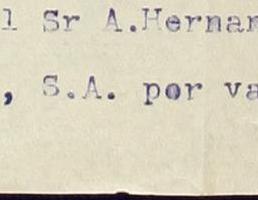 l Sr A.Hernan
, S.A. por va